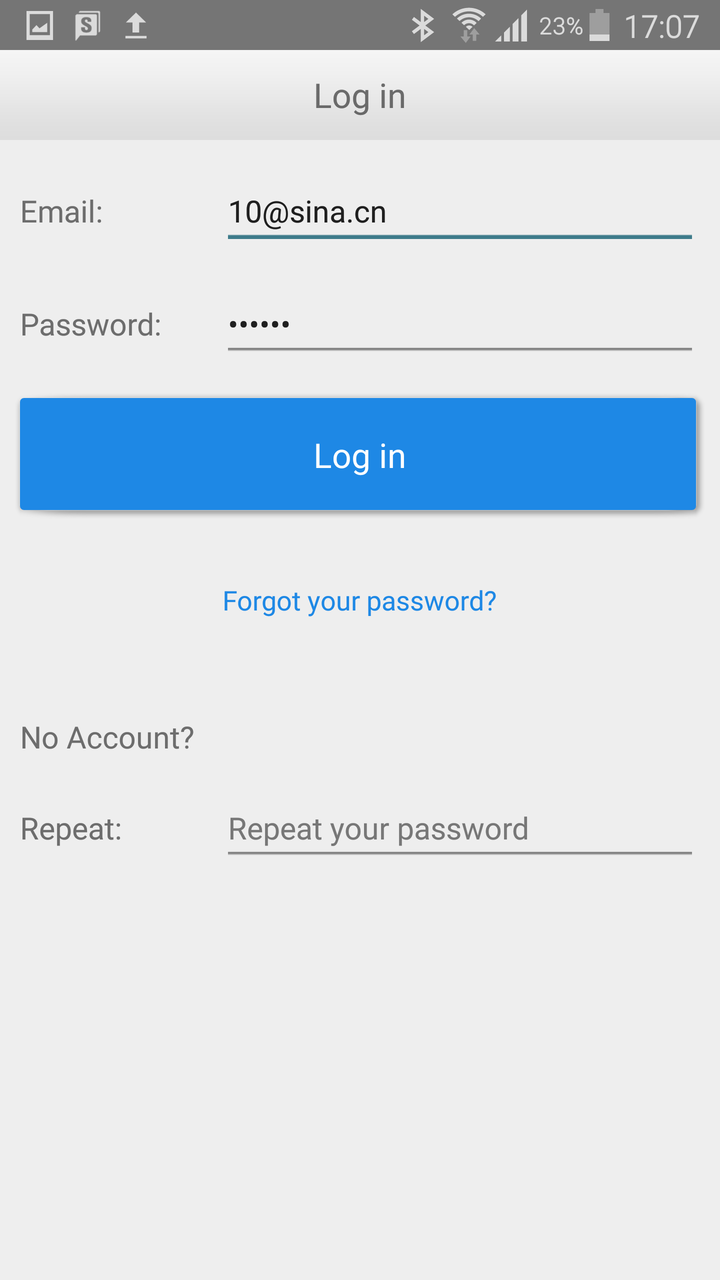 S 23% 17:07
Log in
Email: 10@sina.cn
Password: ••••••
Log in
Forgot your password?
No Account?
Repeat: Repeat your password